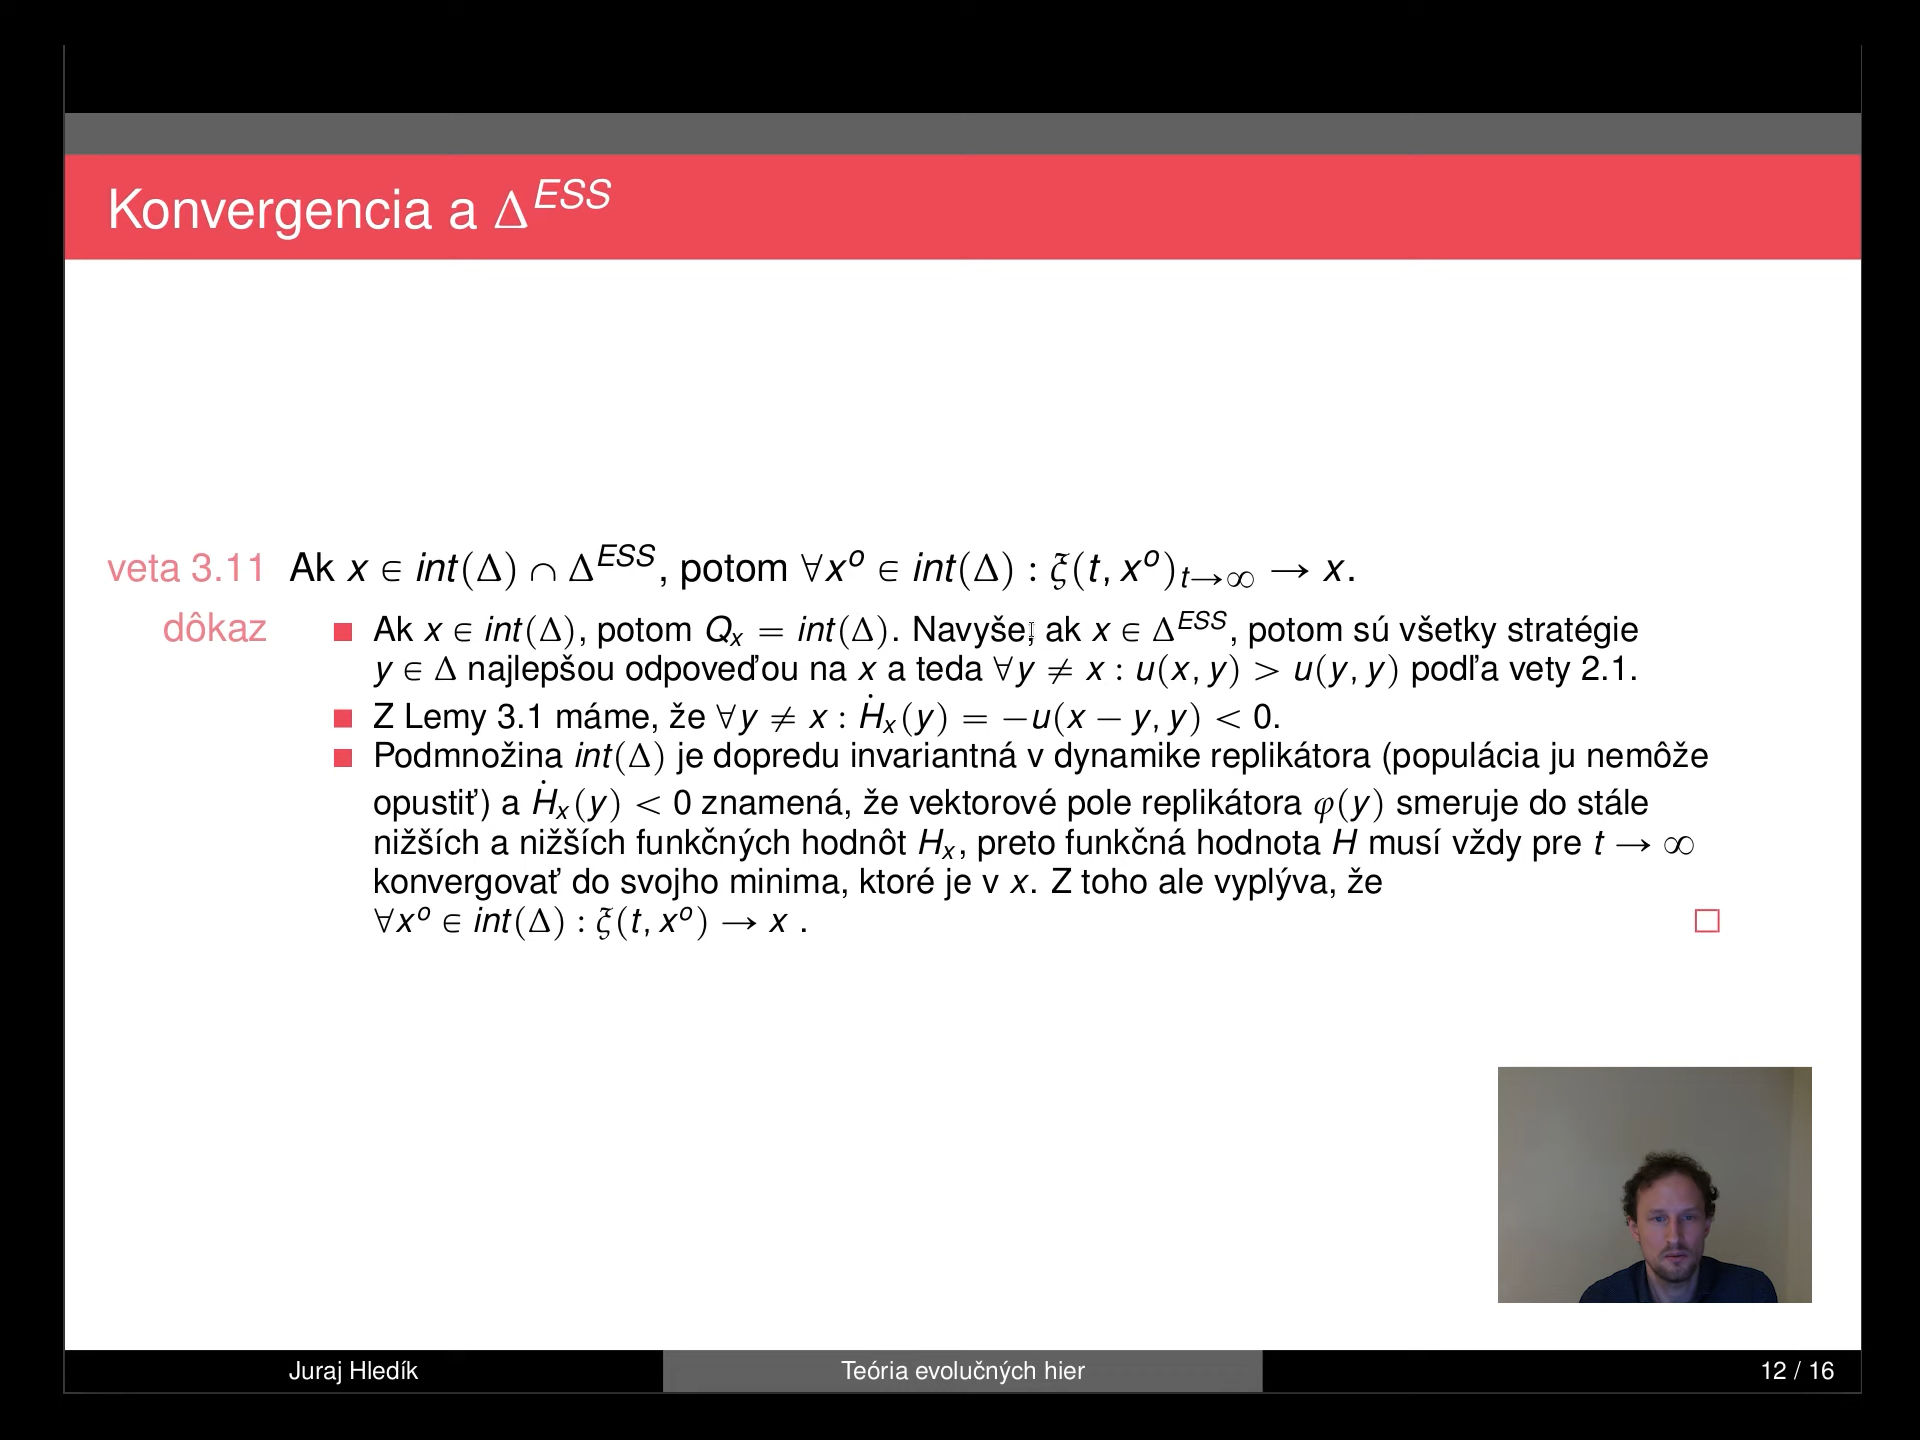 Konvergencia a Δ^ESS
veta 3.11 Ak x ∈ int(Δ) ∩ Δ^ESS, potom ∀x^o ∈ int(Δ) : ξ(t, x^o)_{t→∞} → x.
dôkaz ■ Ak x ∈ int(Δ), potom Q_x = int(Δ). Navyše, ak x ∈ Δ^ESS, potom sú všetky stratégie
y ∈ Δ najlepšou odpoveďou na x a teda ∀y ≠ x : u(x, y) > u(y, y) podľa vety 2.1.
■ Z Lemy 3.1 máme, že ∀y ≠ x : Ḣ_x(y) = −u(x − y, y) < 0.
■ Podmnožina int(Δ) je dopredu invariantná v dynamike replikátora (populácia ju nemôže
opustiť) a Ḣ_x(y) < 0 znamená, že vektorové pole replikátora φ(y) smeruje do stále
nižších a nižších funkčných hodnôt H_x, preto funkčná hodnota H musí vždy pre t → ∞
konvergovať do svojho minima, ktoré je v x. Z toho ale vyplýva, že
∀x^o ∈ int(Δ) : ξ(t, x^o) → x . □
Juraj Hledík Teória evolučných hier 12 / 16